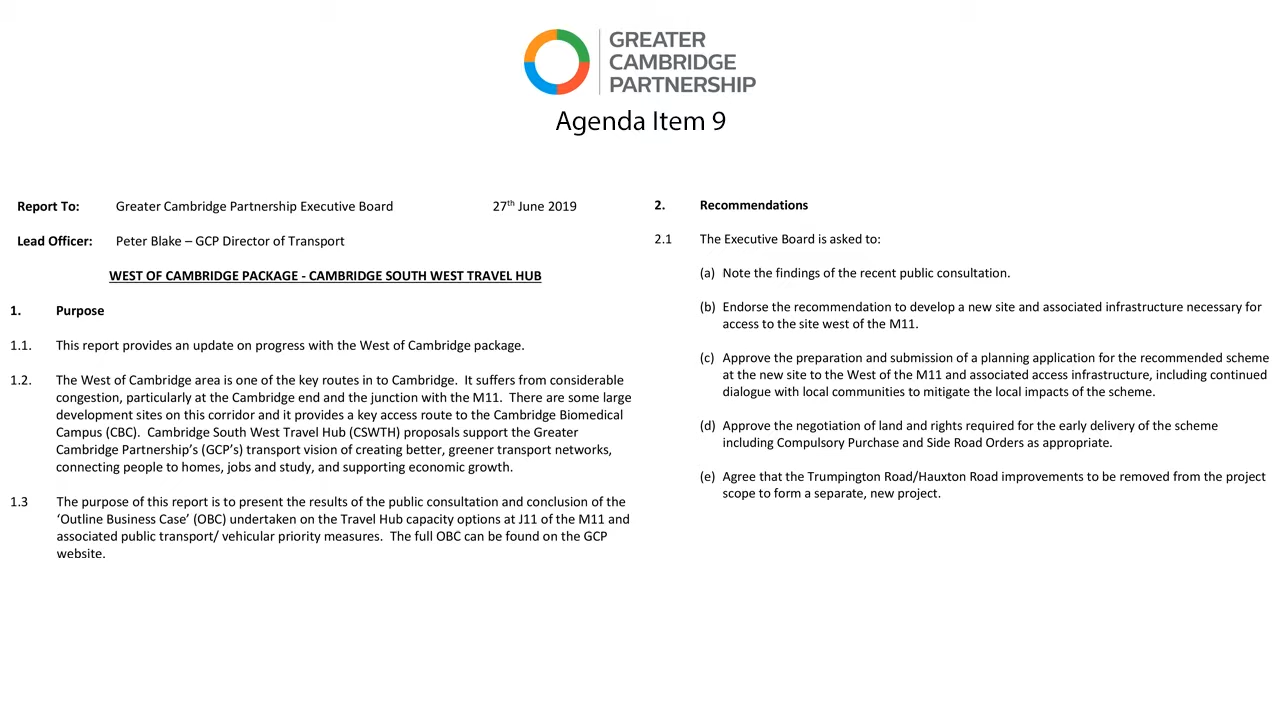 GREATER
CAMBRIDGE
PARTNERSHIP
Agenda Item 9
Report To: Greater Cambridge Partnership Executive Board 27th June 2019
Lead Officer: Peter Blake – GCP Director of Transport
WEST OF CAMBRIDGE PACKAGE - CAMBRIDGE SOUTH WEST TRAVEL HUB
1. Purpose
1.1. This report provides an update on progress with the West of Cambridge package.
1.2. The West of Cambridge area is one of the key routes in to Cambridge. It suffers from considerable
congestion, particularly at the Cambridge end and the junction with the M11. There are some large
development sites on this corridor and it provides a key access route to the Cambridge Biomedical
Campus (CBC). Cambridge South West Travel Hub (CSWTH) proposals support the Greater
Cambridge Partnership's (GCP's) transport vision of creating better, greener transport networks,
connecting people to homes, jobs and study, and supporting economic growth.
1.3 The purpose of this report is to present the results of the public consultation and conclusion of the
'Outline Business Case' (OBC) undertaken on the Travel Hub capacity options at J11 of the M11 and
associated public transport/ vehicular priority measures. The full OBC can be found on the GCP
website.
2. Recommendations
2.1 The Executive Board is asked to:
(a) Note the findings of the recent public consultation.
(b) Endorse the recommendation to develop a new site and associated infrastructure necessary for
access to the site west of the M11.
(c) Approve the preparation and submission of a planning application for the recommended scheme
at the new site to the West of the M11 and associated access infrastructure, including continued
dialogue with local communities to mitigate the local impacts of the scheme.
(d) Approve the negotiation of land and rights required for the early delivery of the scheme
including Compulsory Purchase and Side Road Orders as appropriate.
(e) Agree that the Trumpington Road/Hauxton Road improvements to be removed from the project
scope to form a separate, new project.